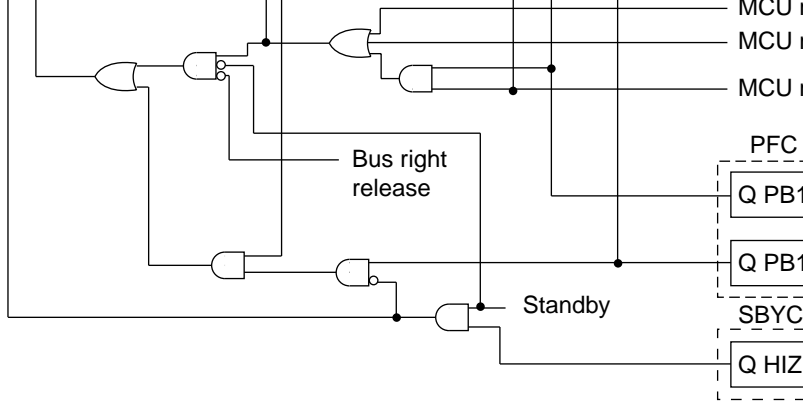 MCU
MCU
MCU
PFC
Bus right
release
Q PB1
Q PB1
Standby
SBYC
Q HIZ